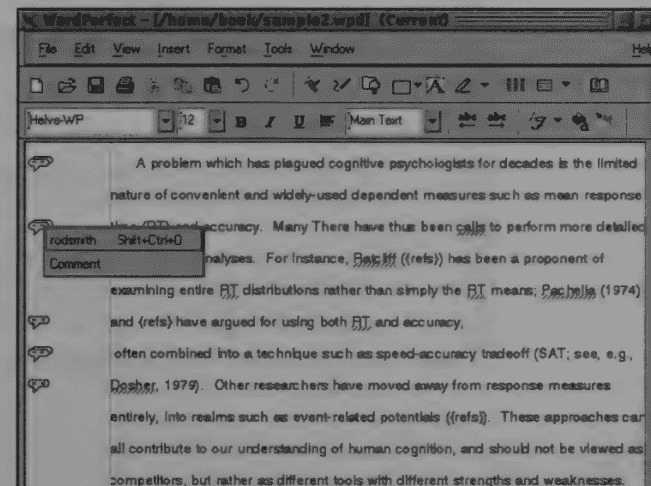 WordPerfect – [/home/book/sample2.wpd] (Current)
File Edit View Insert Format Tools Window Help
Helve-WP 12 B I U Main Text abc abc
A problem which has plagued cognitive psychologists for decades is the limited
nature of convenient and widely-used dependent measures such as mean response
time (RT) and accuracy. Many There have thus been calls to perform more detailed
rodsmith Shift+Ctrl+0
nalyses. For instance, Ratcliff ({refs}) has been a proponent of
Comment
examining entire RT distributions rather than simply the RT means; Pachella (1974)
and {refs} have argued for using both RT and accuracy,
often combined into a technique such as speed-accuracy tradeoff (SAT; see, e.g.,
Dosher, 1979). Other researchers have moved away from response measures
entirely, into realms such as event-related potentials ({refs}). These approaches can
all contribute to our understanding of human cognition, and should not be viewed as
competitors, but rather as different tools with different strengths and weaknesses.